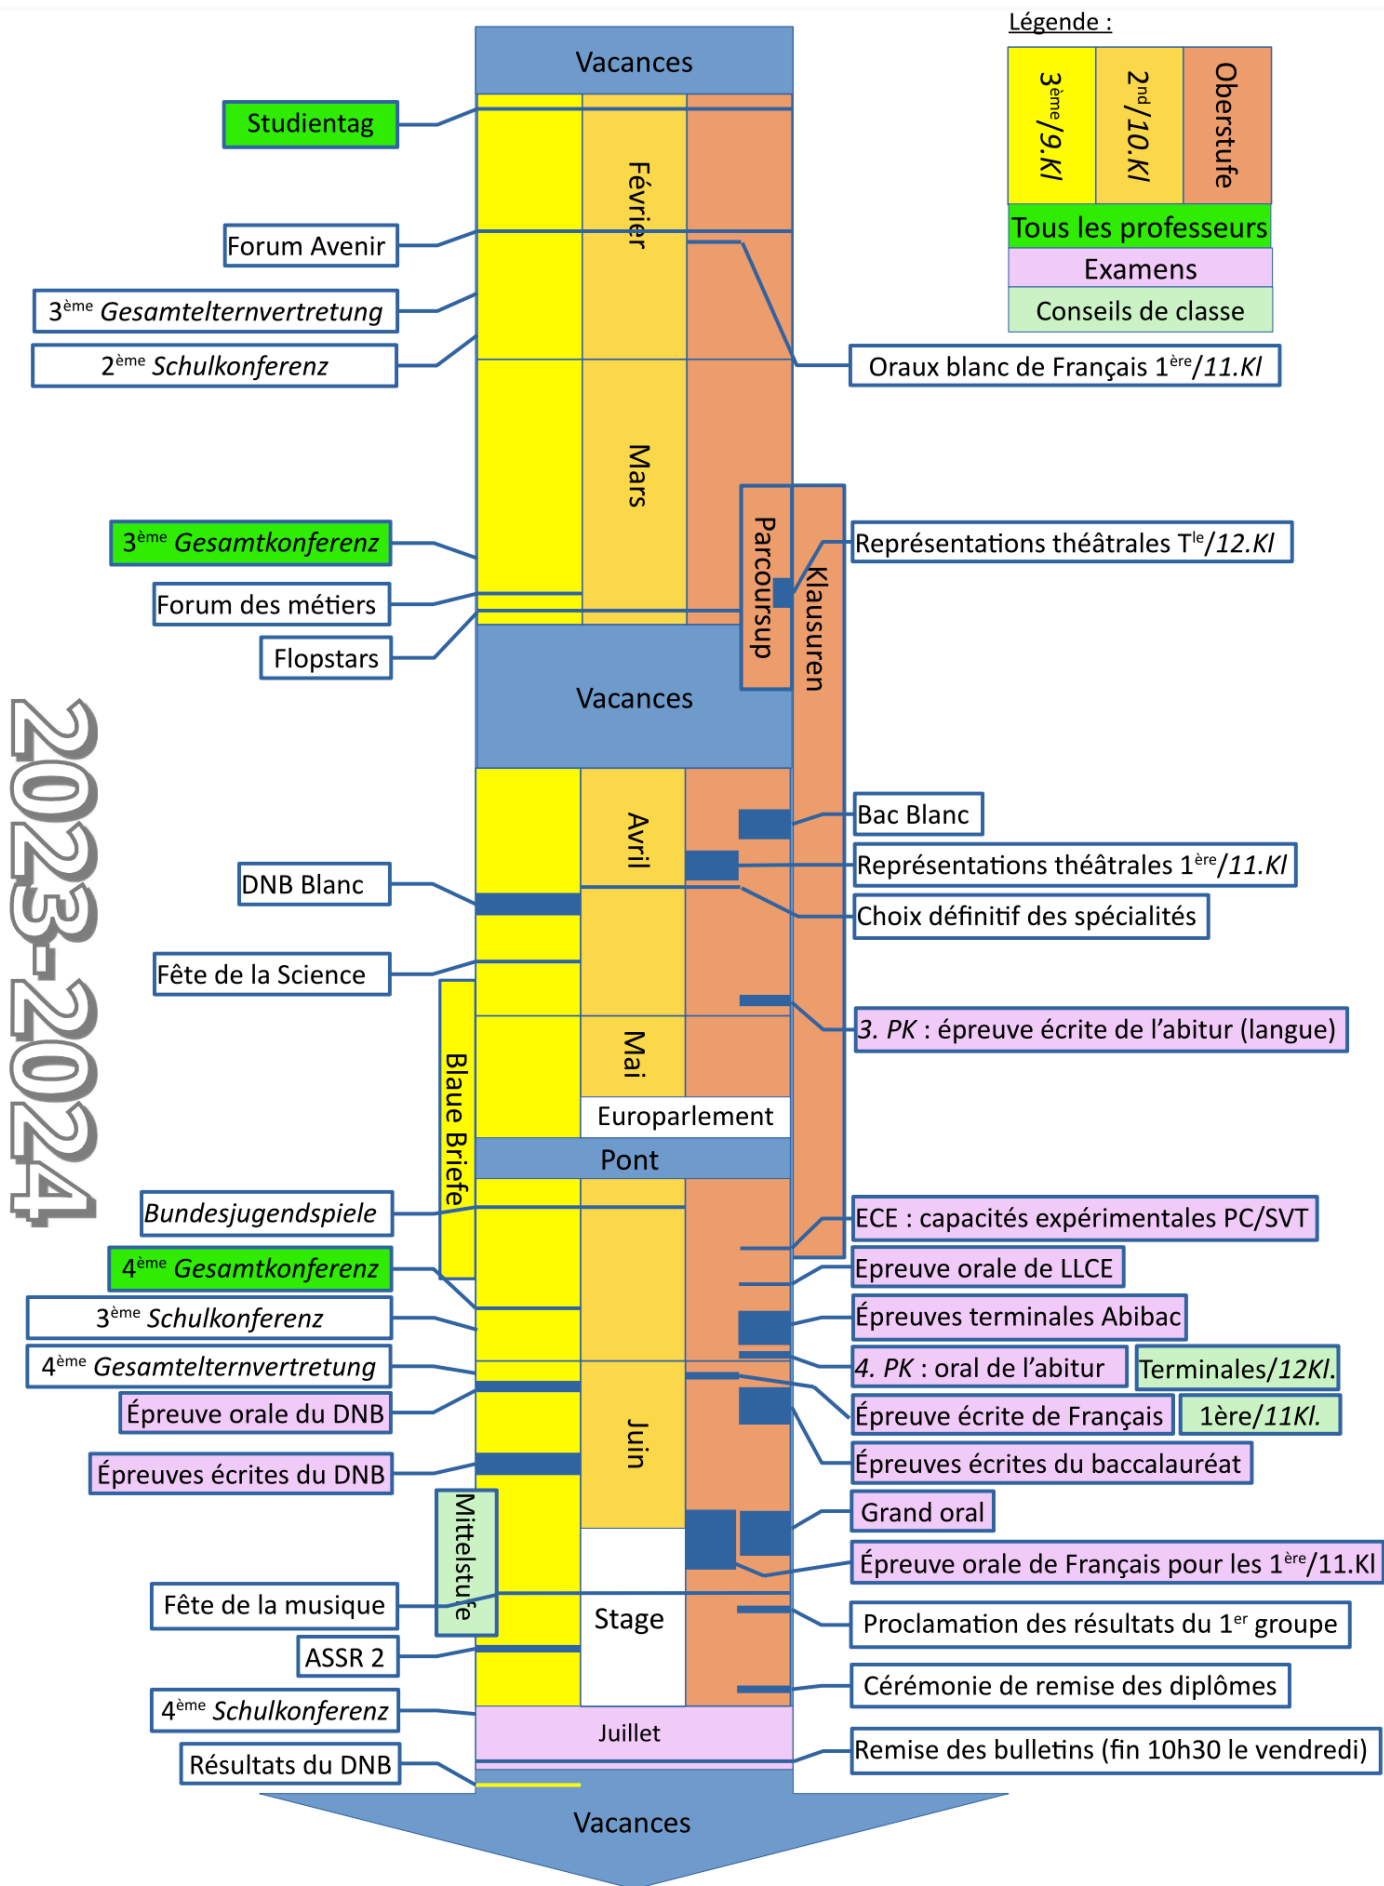 Légende :
3ème/9.Kl
2nd/10.Kl
Oberstufe
Tous les professeurs
Examens
Conseils de classe
Vacances
Studientag
Février
Forum Avenir
3ème Gesamtelternvertretung
2ème Schulkonferenz
Oraux blanc de Français 1ère/11.Kl
Mars
Parcoursup
Klausuren
3ème Gesamtkonferenz
Représentations théâtrales Tle/12.Kl
Forum des métiers
Flopstars
Vacances
2023-2024
Avril
Bac Blanc
Représentations théâtrales 1ère/11.Kl
DNB Blanc
Choix définitif des spécialités
Fête de la Science
3. PK : épreuve écrite de l'abitur (langue)
Mai
Blaue Briefe
Europarlement
Pont
Bundesjugendspiele
ECE : capacités expérimentales PC/SVT
4ème Gesamtkonferenz
Epreuve orale de LLCE
3ème Schulkonferenz
Épreuves terminales Abibac
4ème Gesamtelternvertretung
4. PK : oral de l'abitur
Terminales/12Kl.
Épreuve orale du DNB
Épreuve écrite de Français
1ère/11Kl.
Juin
Épreuves écrites du DNB
Épreuves écrites du baccalauréat
Mittelstufe
Grand oral
Épreuve orale de Français pour les 1ère/11.Kl
Fête de la musique
Stage
Proclamation des résultats du 1er groupe
ASSR 2
Cérémonie de remise des diplômes
4ème Schulkonferenz
Juillet
Remise des bulletins (fin 10h30 le vendredi)
Résultats du DNB
Vacances